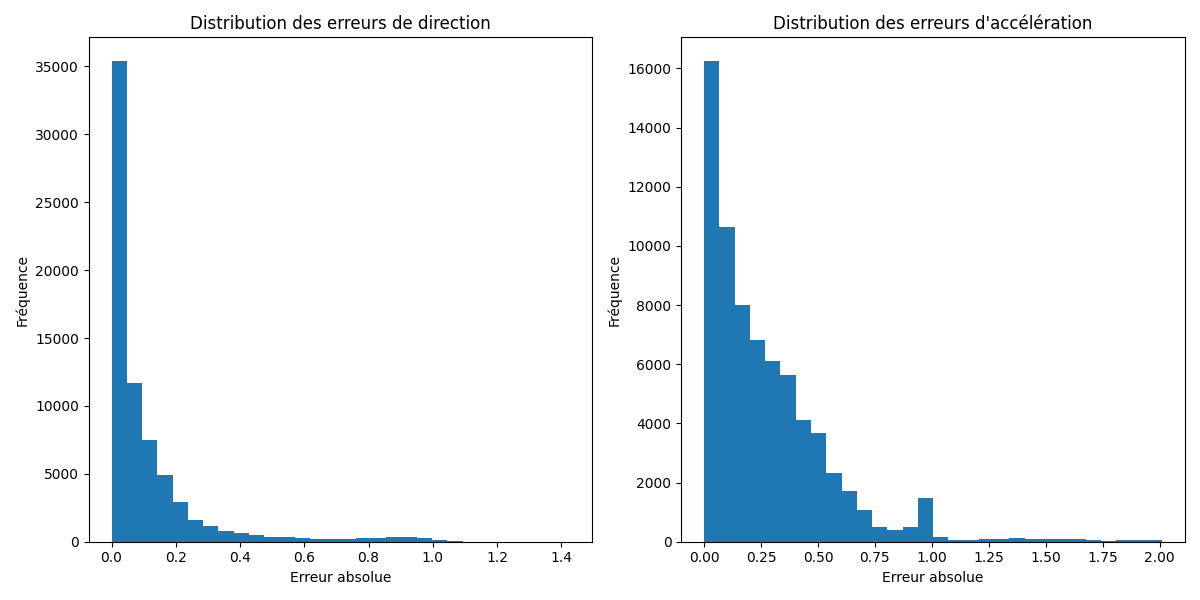 Distribution des erreurs de direction
35000
30000
25000
20000
15000
10000
5000
0
Fréquence
0.0 0.2 0.4 0.6 0.8 1.0 1.2 1.4
Erreur absolue
Distribution des erreurs d'accélération
16000
14000
12000
10000
8000
6000
4000
2000
0
Fréquence
0.00 0.25 0.50 0.75 1.00 1.25 1.50 1.75 2.00
Erreur absolue